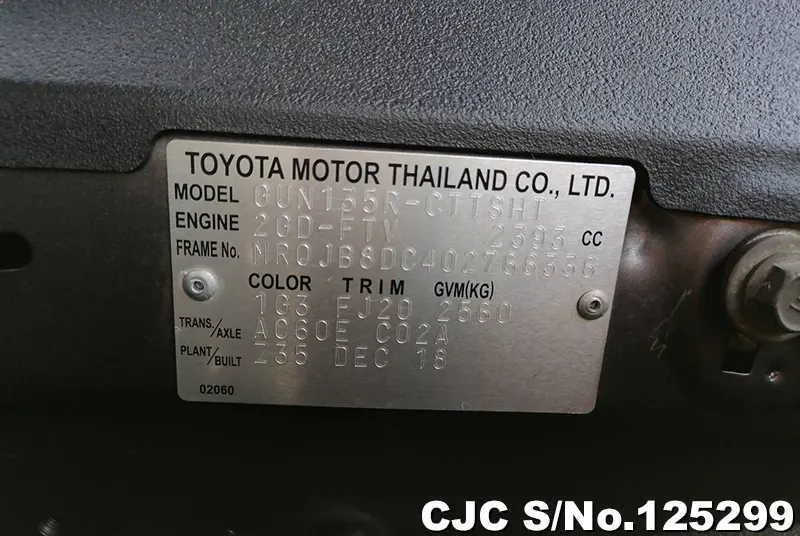 TOYOTA MOTOR THAILAND CO., LTD.
MODEL GUN135R-CTTSHT
ENGINE 2GD-FTV 2393 CC
FRAME No. MR0JB8DC402766336
COLOR TRIM GVM(KG)
1G3 FJ20 2580
TRANS./AXLE AC60E C02A
PLANT/BUILT Z35 DEC 18
02060
CJC S/No.125299